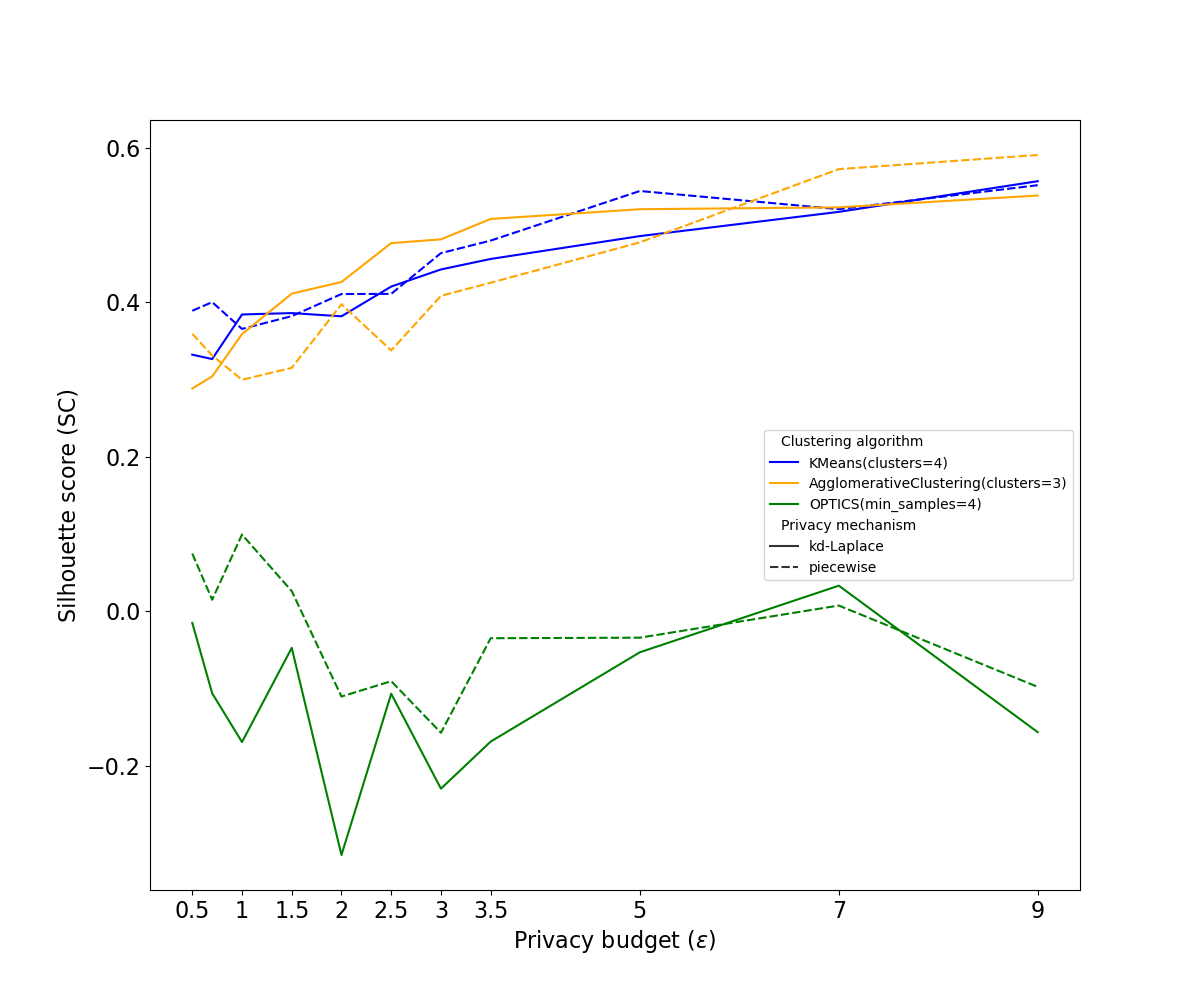 0.6
0.4
0.2
0.0
−0.2
Silhouette score (SC)
Clustering algorithm
KMeans(clusters=4)
AgglomerativeClustering(clusters=3)
OPTICS(min_samples=4)
Privacy mechanism
kd-Laplace
piecewise
0.5 1 1.5 2 2.5 3 3.5 5 7 9
Privacy budget (ε)